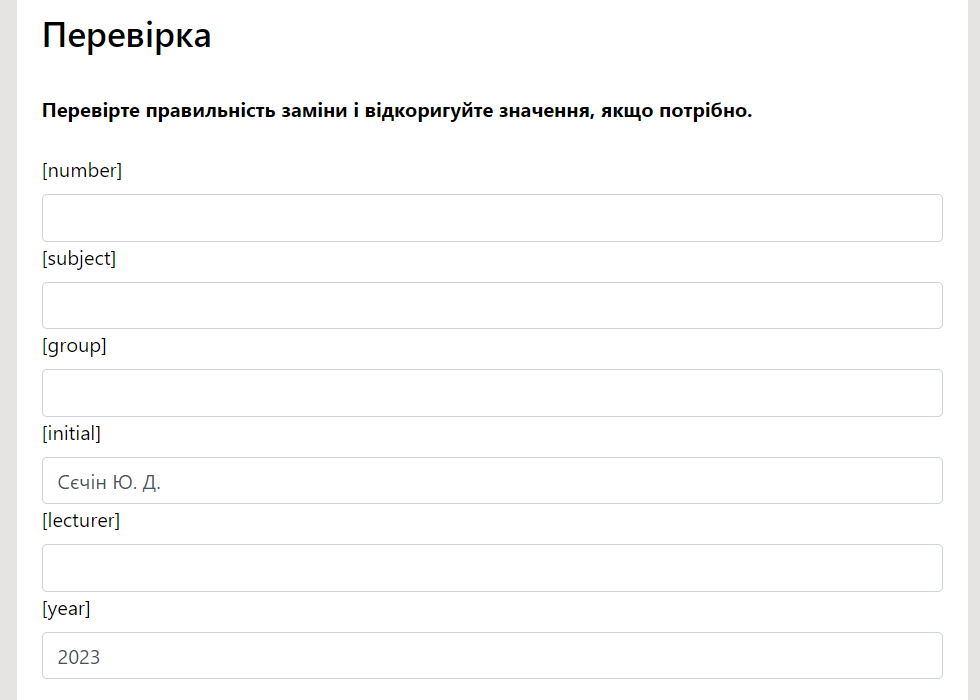 Перевірка
Перевірте правильність заміни і відкоригуйте значення, якщо потрібно.
[number]
[subject]
[group]
[initial]
Сєчін Ю. Д.
[lecturer]
[year]
2023